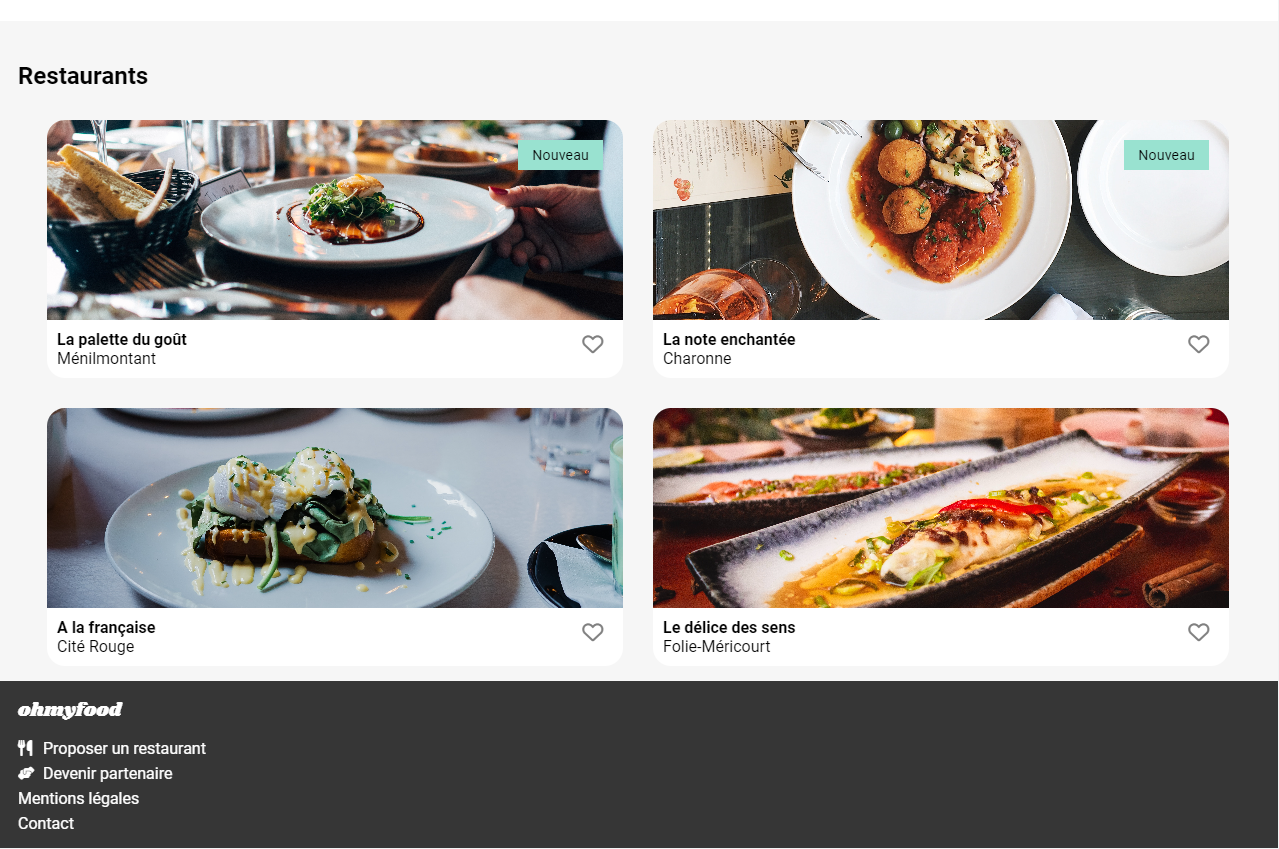 Restaurants
Nouveau
Nouveau
La palette du goût
Ménilmontant
La note enchantée
Charonne
A la française
Cité Rouge
Le délice des sens
Folie-Méricourt
ohmyfood
Proposer un restaurant
Devenir partenaire
Mentions légales
Contact